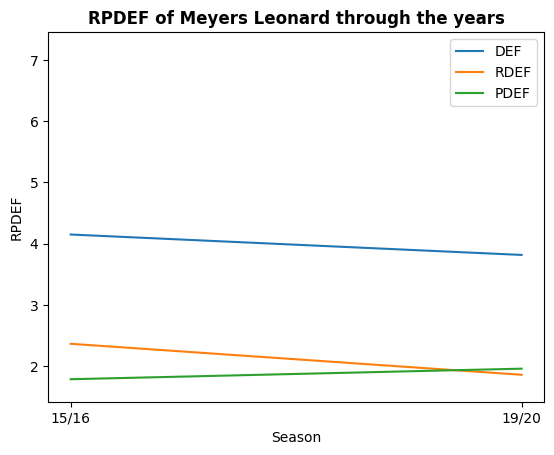 RPDEF of Meyers Leonard through the years
DEF
RDEF
PDEF
7
6
5
4
3
2
RPDEF
15/16
19/20
Season